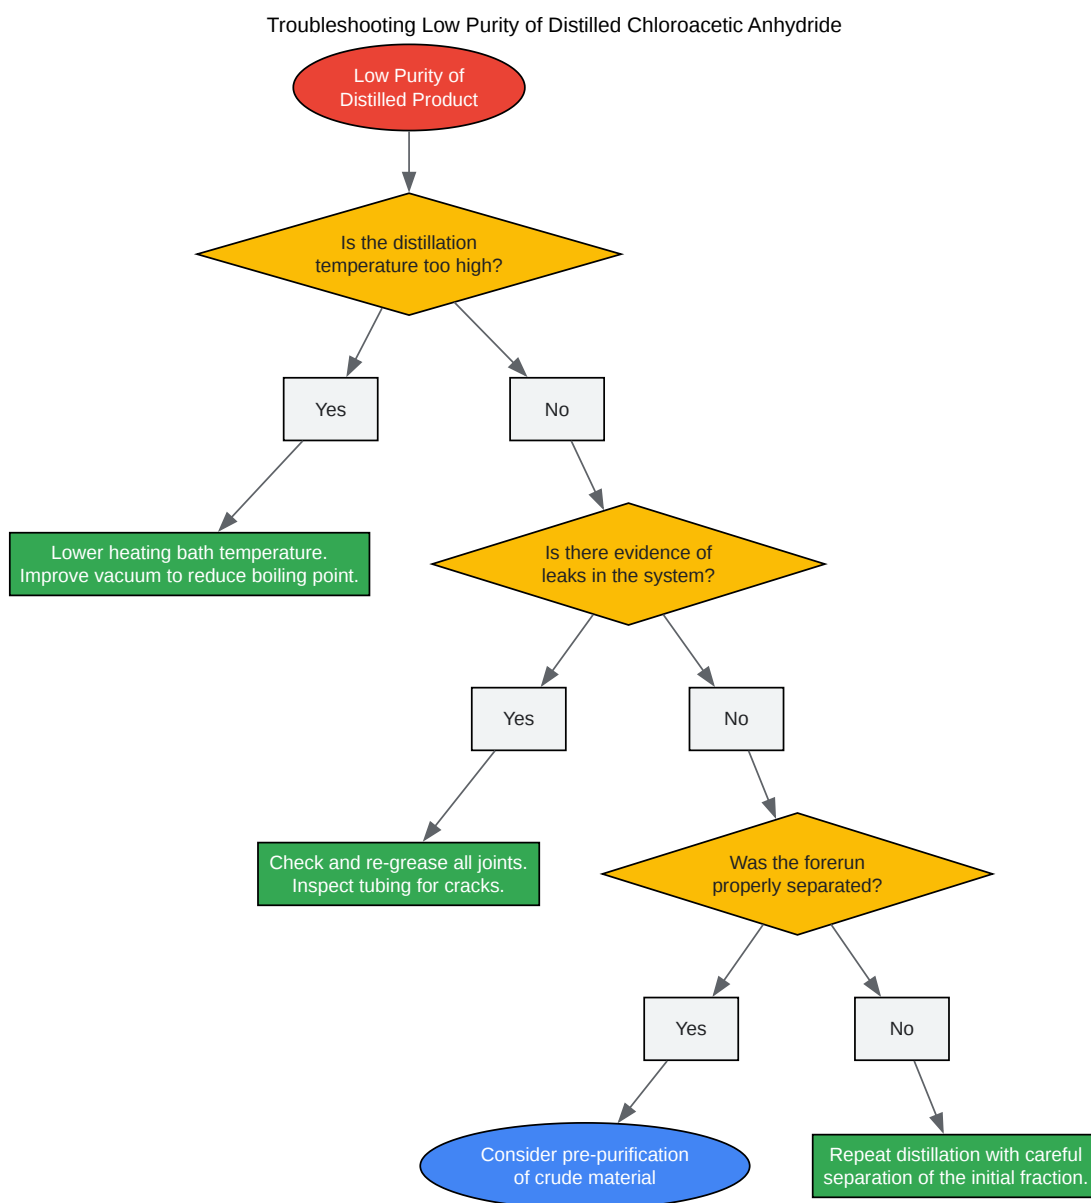 Troubleshooting Low Purity of Distilled Chloroacetic Anhydride
Low Purity of
Distilled Product
Is the distillation
temperature too high?
Yes
No
Lower heating bath temperature.
Improve vacuum to reduce boiling point.
Is there evidence of
leaks in the system?
Yes
No
Check and re-grease all joints.
Inspect tubing for cracks.
Was the forerun
properly separated?
Yes
No
Consider pre-purification
of crude material
Repeat distillation with careful
separation of the initial fraction.